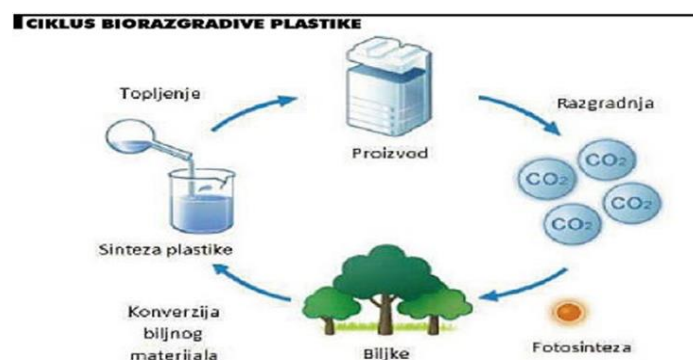 CIKLUS BIORAZGRADIVE PLASTIKE
Topljenje
Proizvod
Razgradnja
CO2
CO2
CO2
CO2
Sinteza plastike
Konverzija
biljnog
materijala
Biljke
Fotosinteza